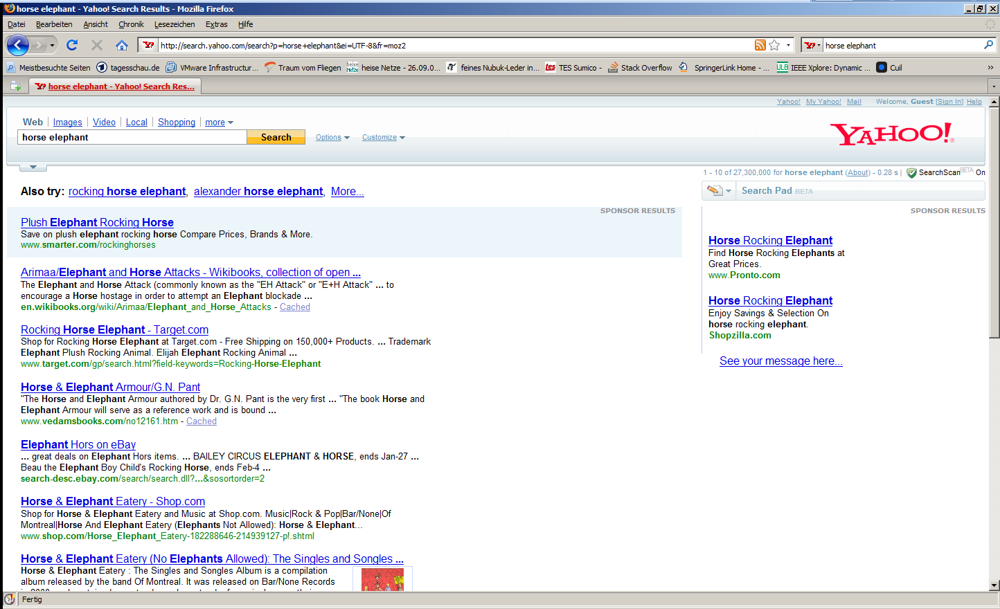 horse elephant - Yahoo! Search Results - Mozilla Firefox
Datei Bearbeiten Ansicht Chronik Lesezeichen Extras Hilfe
http://search.yahoo.com/search?p=horse+elephant&ei=UTF-8&fr=moz2 horse elephant
Meistbesuchte Seiten tagesschau.de VMware Infrastructur... Traum vom Fliegen heise Netze - 26.09.0... feines Nubuk-Leder in... TES Sumico - Stack Overflow SpringerLink Home - ... IEEE Xplore: Dynamic ... Cuil »
horse elephant - Yahoo! Search Res...
Yahoo! My Yahoo! Mail Welcome, Guest [Sign In] Help
Web Images Video Local Shopping more
horse elephant Search Options Customize
YAHOO!
1 - 10 of 27,300,000 for horse elephant (About) - 0.28 s | SearchScan BETA On
Also try: rocking horse elephant, alexander horse elephant, More...
Search Pad BETA
SPONSOR RESULTS
Plush Elephant Rocking Horse
Save on plush elephant rocking horse Compare Prices, Brands & More.
www.smarter.com/rockinghorses
Arimaa/Elephant and Horse Attacks - Wikibooks, collection of open ...
The Elephant and Horse Attack (commonly known as the "EH Attack" or "E+H Attack" ... to
encourage a Horse hostage in order to attempt an Elephant blockade ...
en.wikibooks.org/wiki/Arimaa/Elephant_and_Horse_Attacks - Cached
Rocking Horse Elephant - Target.com
Shop for Rocking Horse Elephant at Target.com - Free Shipping on 150,000+ Products. ... Trademark
Elephant Plush Rocking Animal. Elijah Elephant Rocking Animal ...
www.target.com/gp/search.html?field-keywords=Rocking-Horse-Elephant
Horse & Elephant Armour/G.N. Pant
"The Horse and Elephant Armour authored by Dr. G.N. Pant is the very first ... "The book Horse and
Elephant Armour will serve as a reference work and is bound ...
www.vedamsbooks.com/no12161.htm - Cached
Elephant Hors on eBay
... great deals on Elephant Hors items. ... BAILEY CIRCUS ELEPHANT & HORSE, ends Jan-27 ...
Beau the Elephant Boy Child's Rocking Horse, ends Feb-4 ...
search-desc.ebay.com/search/search.dll?...&sosortorder=2
Horse & Elephant Eatery - Shop.com
Shop for Horse & Elephant Eatery and Music at Shop.com. Music|Rock & Pop|Bar/None|Of
Montreal|Horse And Elephant Eatery (Elephants Not Allowed): Horse & Elephant...
www.shop.com/Horse_Elephant_Eatery-182288646-214939127-p!.shtml
Horse & Elephant Eatery (No Elephants Allowed): The Singles and Songles ...
Horse & Elephant Eatery : The Singles and Songles Album is a compilation
album released by the band Of Montreal. It was released on Bar/None Records
SPONSOR RESULTS
Horse Rocking Elephant
Find Horse Rocking Elephants at
Great Prices.
www.Pronto.com
Horse Rocking Elephant
Enjoy Savings & Selection On
horse rocking elephant.
Shopzilla.com
See your message here...
Fertig